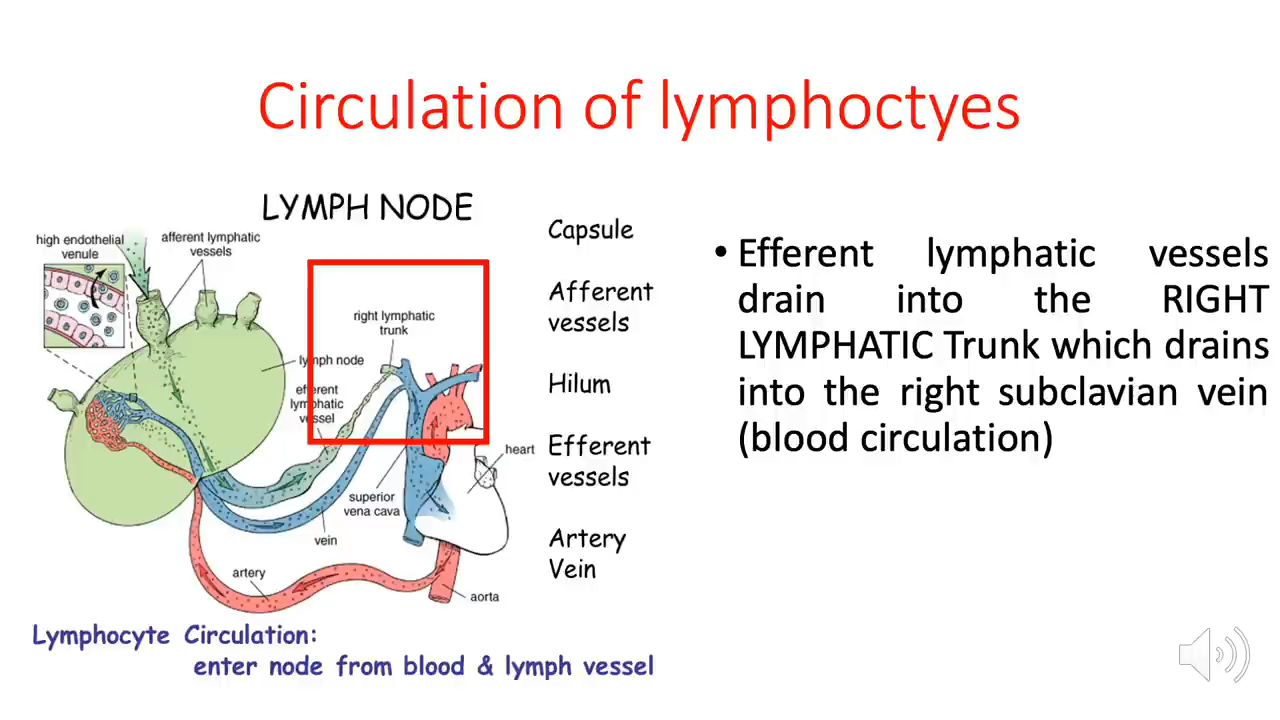 Circulation of lymphoctyes
LYMPH NODE
high endothelial
venule
afferent lymphatic
vessels
right lymphatic
trunk
lymph node
efferent
lymphatic
vessel
heart
superior
vena cava
vein
artery
aorta
Capsule
Afferent
vessels
Hilum
Efferent
vessels
Artery
Vein
Lymphocyte Circulation:
enter node from blood & lymph vessel
• Efferent lymphatic vessels
drain into the RIGHT
LYMPHATIC Trunk which drains
into the right subclavian vein
(blood circulation)